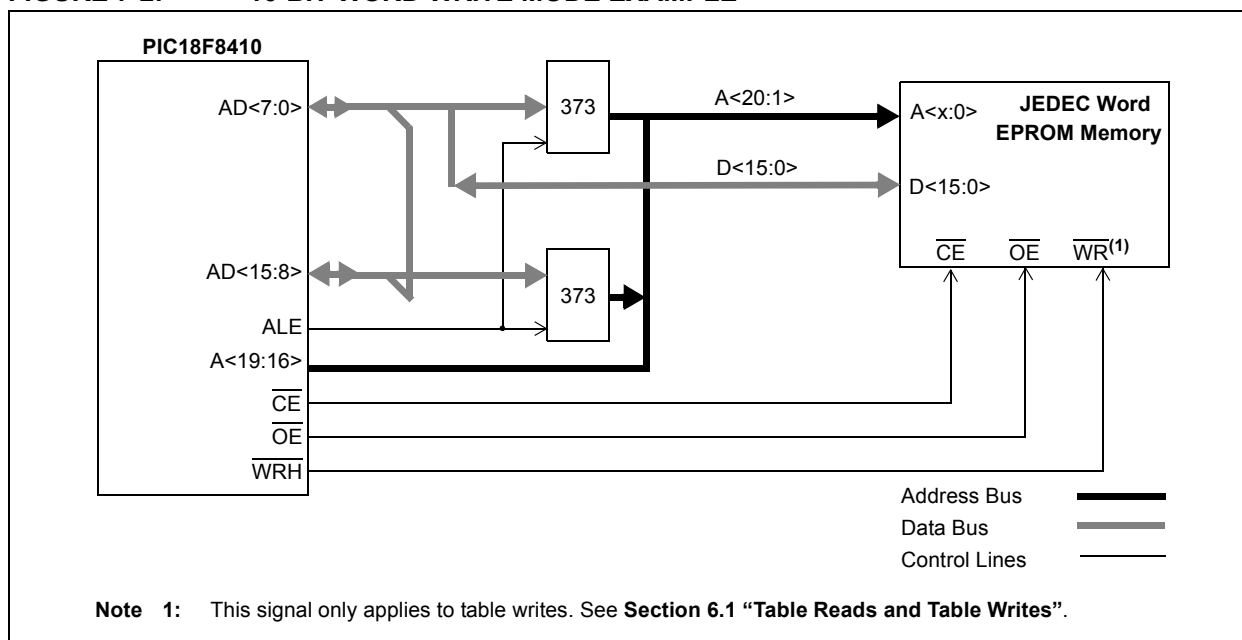 PIC18F8410
AD<7:0>
373
A<20:1>
A<x:0>
JEDEC Word
EPROM Memory
D<15:0>
D<15:0>
AD<15:8>
373
CE
OE
WR(1)
ALE
A<19:16>
CE
OE
WRH
Address Bus
Data Bus
Control Lines
Note 1: This signal only applies to table writes. See Section 6.1 “Table Reads and Table Writes”.